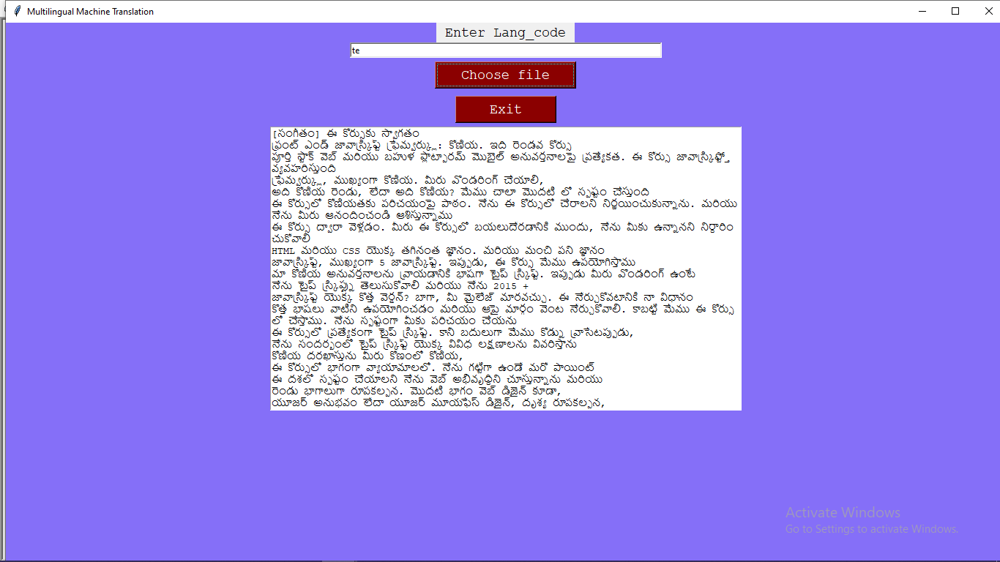 Multilingual Machine Translation
Enter Lang_code
te
Choose file
Exit
[సంగీతం] ఈ కోర్సుకు స్వాగతం
ఫ్రంట్ ఎండ్ జావాస్క్రిప్ట్ ఫ్రేమ్వర్క్లు: కోణీయ. ఇది రెండవ కోర్సు
పూర్తి స్టాక్ వెబ్ మరియు బహుళ ప్లాట్ఫారమ్ మొబైల్ అనువర్తనాలపై ప్రత్యేకత. ఈ కోర్సు జావాస్క్రిప్ట్తో
వ్యవహరిస్తుంది
ఫ్రేమ్వర్క్లు, ముఖ్యంగా కోణీయ. మీరు వొండరింగ్ చేయాలి,
అది కోణీయ రెండు, లేదా అది కోణీయ? మేము చాలా మొదటి లో స్పష్టం చేస్తుంది
ఈ కోర్సులో కోణీయతకు పరిచయంపై పాఠం. నేను ఈ కోర్సులో చేరాలని నిర్ణయించుకున్నాను. మరియు
నేను మీరు ఆనందించండి ఆశిస్తున్నాము
ఈ కోర్సు ద్వారా వెళ్లడం. మీరు ఈ కోర్సులో బయలుదేరడానికి ముందు, నేను మీకు ఉన్నానని నిర్ధారిం
చుకోవాలి
HTML మరియు CSS యొక్క తగినంత జ్ఞానం. మరియు మంచి పని జ్ఞానం
జావాస్క్రిప్ట్, ముఖ్యంగా 5 జావాస్క్రిప్ట్. ఇప్పుడు, ఈ కోర్సు మేము ఉపయోగిస్తాము
మా కోణీయ అనువర్తనాలను వ్రాయడానికి భాషగా టైప్ స్క్రిప్ట్. ఇప్పుడు మీరు వొండరింగ్ ఉంటే
నేను టైప్ స్క్రిప్ట్ను తెలుసుకోవాలి మరియు నేను 2015 +
జావాస్క్రిప్ట్ యొక్క కొత్త వెర్షన్? బాగా, మీ మైలేజ్ మారవచ్చు. ఈ నేర్చుకోవటానికి నా విధానం
కొత్త భాషలు వాటిని ఉపయోగించడం మరియు ఆపై మార్గం వెంట నేర్చుకోవాలి. కాబట్టి మేము ఈ కోర్సు
లో చేస్తాము. నేను స్పష్టంగా మీకు పరిచయం చేయను
ఈ కోర్సులో ప్రత్యేకంగా టైప్ స్క్రిప్ట్. కాని బదులుగా మేము కోడ్ను వ్రాసేటప్పుడు,
నేను సందర్భంలో టైప్ స్క్రిప్ట్ యొక్క వివిధ లక్షణాలను వివరిస్తాను
కోణీయ దరఖాస్తును మీరు కోణంలో కోణీయ,
ఈ కోర్సులో భాగంగా వ్యాయామాలలో. నేను గట్టిగా ఉండే మరో పాయింట్
ఈ దశలో స్పష్టం చేయాలని నేను వెబ్ అభివృద్ధిని చూస్తున్నాను మరియు
రెండు భాగాలుగా రూపకల్పన. మొదటి భాగం వెబ్ డిజైన్ కూడా,
యూజర్ అనుభవం లేదా యూజర్ మాయఫేస్ డిజైన్, దృశ్య రూపకల్పన,
Activate Windows
Go to Settings to activate Windows.